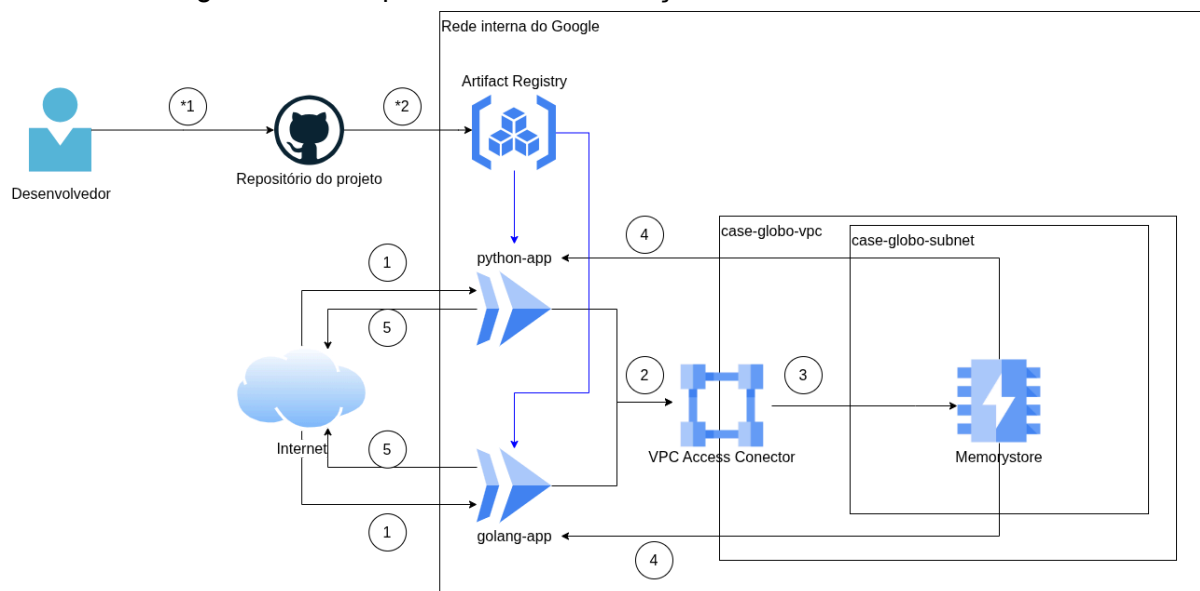 Rede interna do Google
Artifact Registry
*1
*2
Repositório do projeto
Desenvolvedor
case-globo-vpc
case-globo-subnet
4
python-app
1
5
2
3
Internet
5
VPC Access Conector
Memorystore
1
golang-app
4